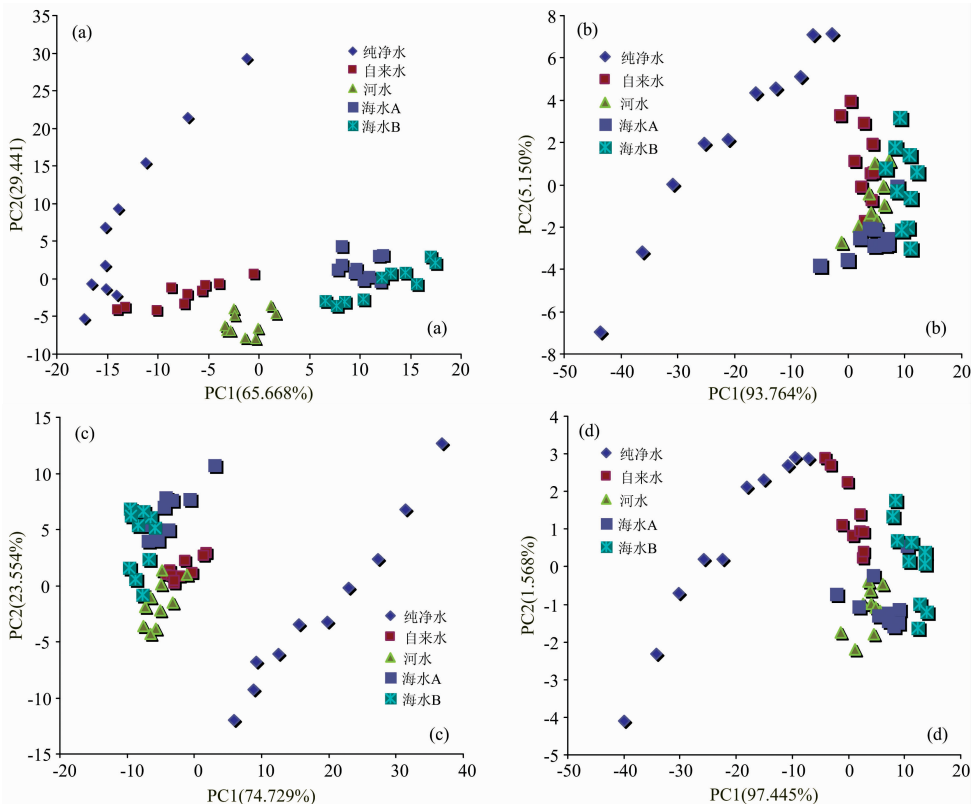 35
30
25
20
15
10
5
0
-5
-10
PC2(29.441)
(a)
纯净水
自来水
河水
海水A
海水B
(a)
-20
-15
-10
-5
0
5
10
15
20
PC1(65.668%)
8
6
4
2
0
-2
-4
-6
-8
PC2(5.150%)
(b)
纯净水
自来水
河水
海水A
海水B
(b)
-50
-40
-30
-20
-10
0
10
20
PC1(93.764%)
15
10
5
0
-5
-10
-15
PC2(23.554%)
(c)
纯净水
自来水
河水
海水A
海水B
(c)
-20
-10
0
10
20
30
40
PC1(74.729%)
4
3
2
1
0
-1
-2
-3
-4
-5
PC2(1.568%)
(d)
纯净水
自来水
河水
海水A
海水B
(d)
-50
-40
-30
-20
-10
0
10
20
PC1(97.445%)